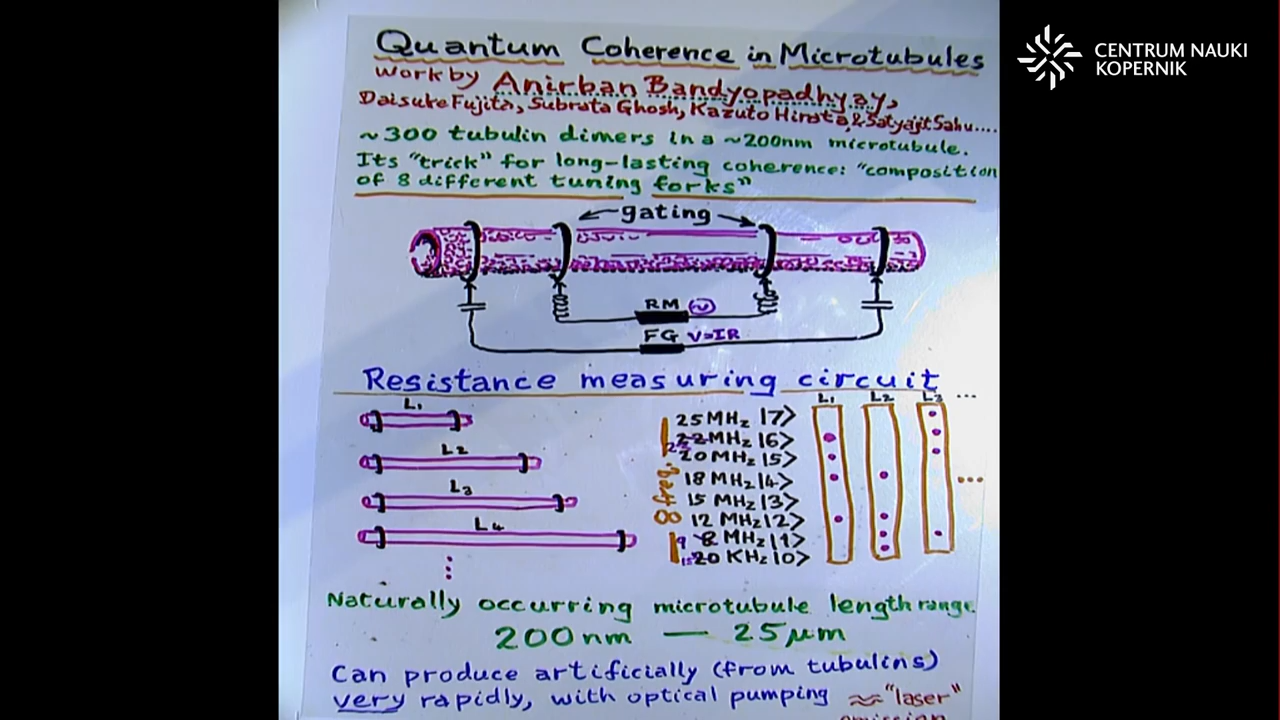 Quantum Coherence in Microtubules
CENTRUM NAUKI
KOPERNIK
work by Anirban Bandyopadhyay,
Daisuke Fujita, Subrata Ghosh, Kazuto Hirata, & Satyajit Sahu....
~300 tubulin dimers in a ~200nm microtubule.
Its "trick" for long-lasting coherence: "composition
of 8 different tuning forks"
gating
RM ~
FG V=IR
Resistance measuring circuit
L1 L2 L3 ...
L1
L2
L3
L4
25 MHz |7>
22 MHz |6>
20 MHz |5>
18 MHz |4>
15 MHz |3>
12 MHz |2>
8 MHz |1>
20 KHz |0>
...
Naturally occurring microtubule length range
200nm — 25μm
Can produce artificially (from tubulins)
very rapidly, with optical pumping ≈ "laser"
emission